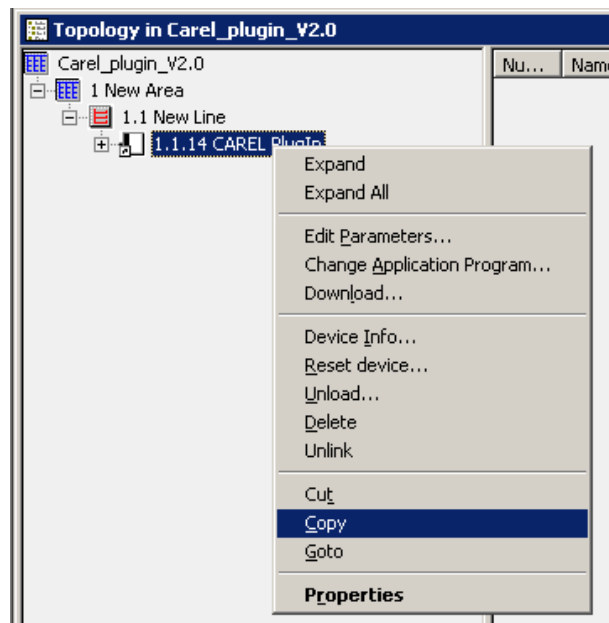 Topology in Carel_plugin_V2.0
Carel_plugin_V2.0
Nu...
1 New Area
1.1 New Line
1.1.14 CAREL PlugIn
Expand
Expand All
Edit Parameters...
Change Application Program...
Download...
Device Info...
Reset device...
Unload...
Delete
Unlink
Cut
Copy
Goto
Properties